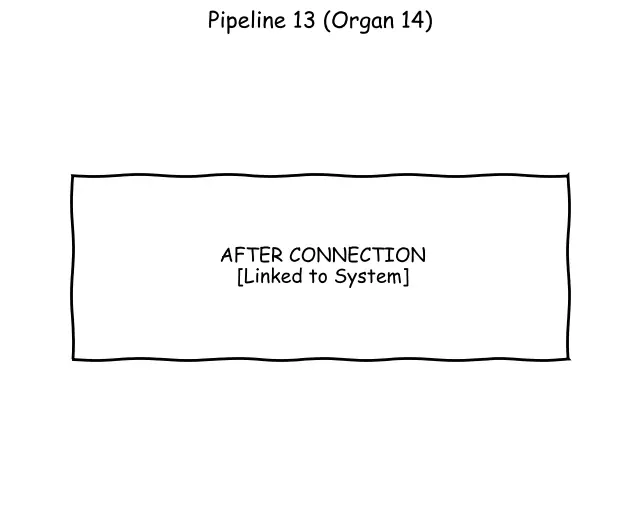 Pipeline 13 (Organ 14)
AFTER CONNECTION
[Linked to System]